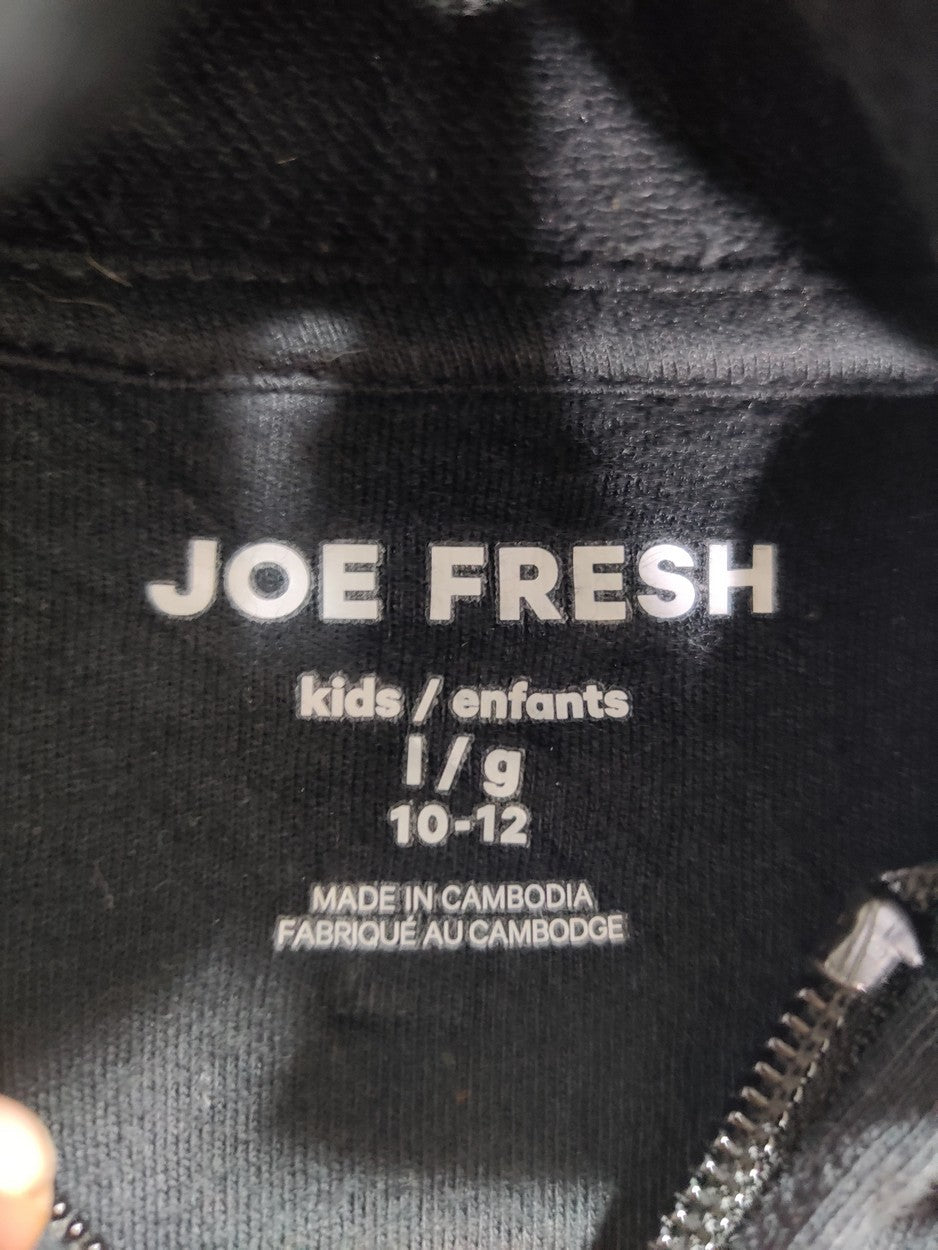 JOE FRESH
kids / enfants
l / g
10-12
MADE IN CAMBODIA
FABRIQUÉ AU CAMBODGE